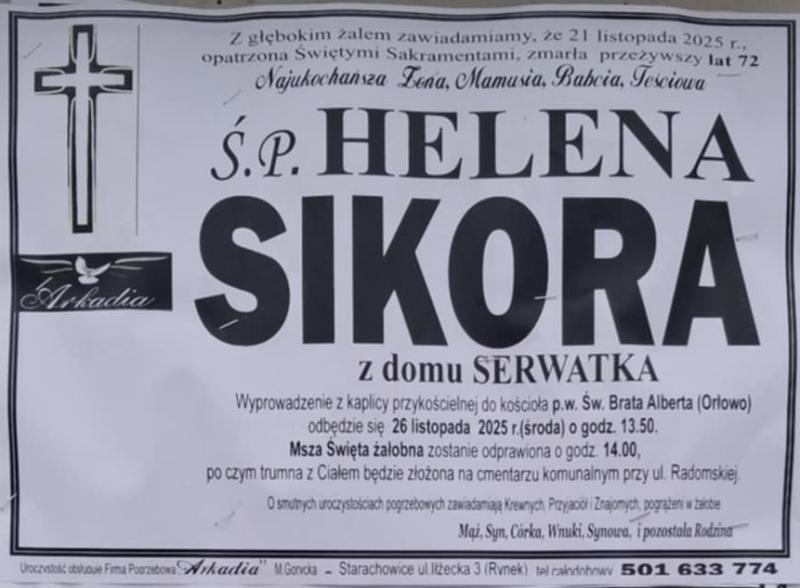 Z głębokim żalem zawiadamiamy, że 21 listopada 2025 r.,
opatrzona Świętymi Sakramentami, zmarła przeżywszy lat 72
Najukochańsza Żona, Mamusia, Babcia, Teściowa
Ś.P. HELENA
SIKORA
Arkadia
z domu SERWATKA
Wyprowadzenie z kaplicy przykościelnej do kościoła p.w. Św. Brata Alberta (Orłowo)
odbędzie się 26 listopada 2025 r.(środa) o godz. 13.50.
Msza Święta żałobna zostanie odprawiona o godz. 14.00,
po czym trumna z Ciałem będzie złożona na cmentarzu komunalnym przy ul. Radomskiej.
O smutnych uroczystościach pogrzebowych zawiadamiają Krewnych, Przyjaciół i Znajomych, pogrążeni w żałobie
Mąż, Syn, Córka, Wnuki, Synowa, i pozostała Rodzina
Uroczystość obsługuje Firma Pogrzebowa "Arkadia" M.Gonycka - Starachowice ul.Iłżecka 3 (Rynek) tel.całodobowy 501 633 774